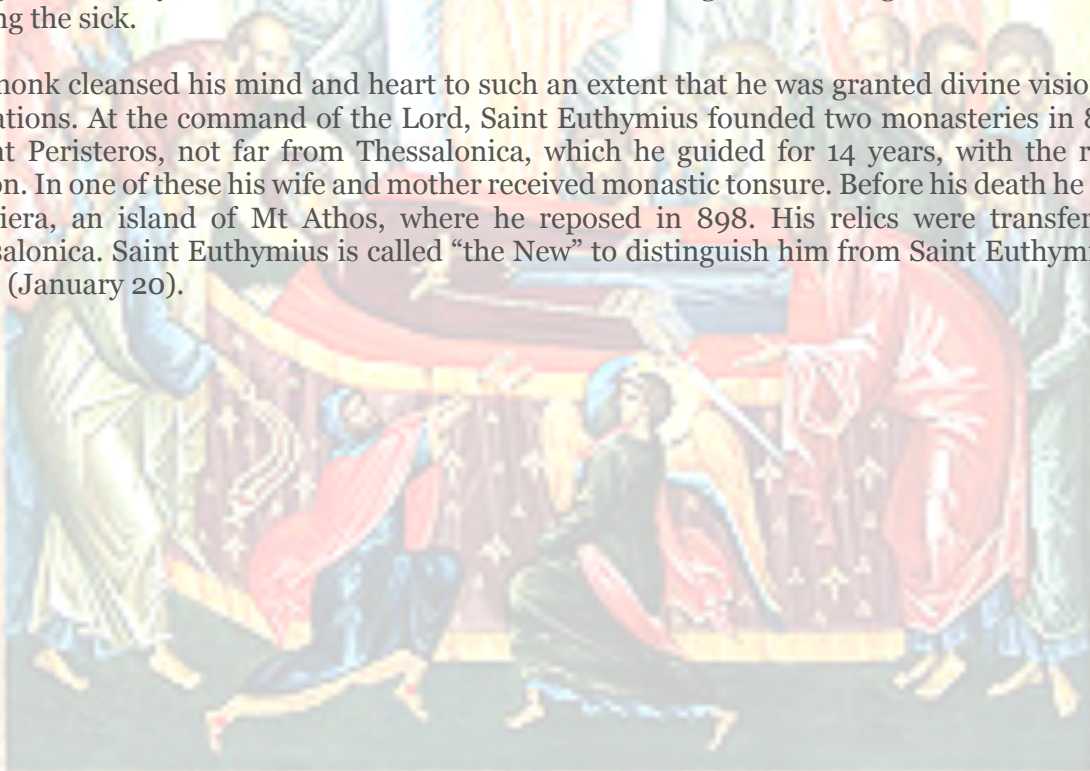 ng the sick.
monk cleansed his mind and heart to such an extent that he was granted divine visio
ations. At the command of the Lord, Saint Euthymius founded two monasteries in 8
nt Peristeros, not far from Thessalonica, which he guided for 14 years, with the r
on. In one of these his wife and mother received monastic tonsure. Before his death he
iera, an island of Mt Athos, where he reposed in 898. His relics were transfer
salonica. Saint Euthymius is called “the New” to distinguish him from Saint Euthymi
(January 20).